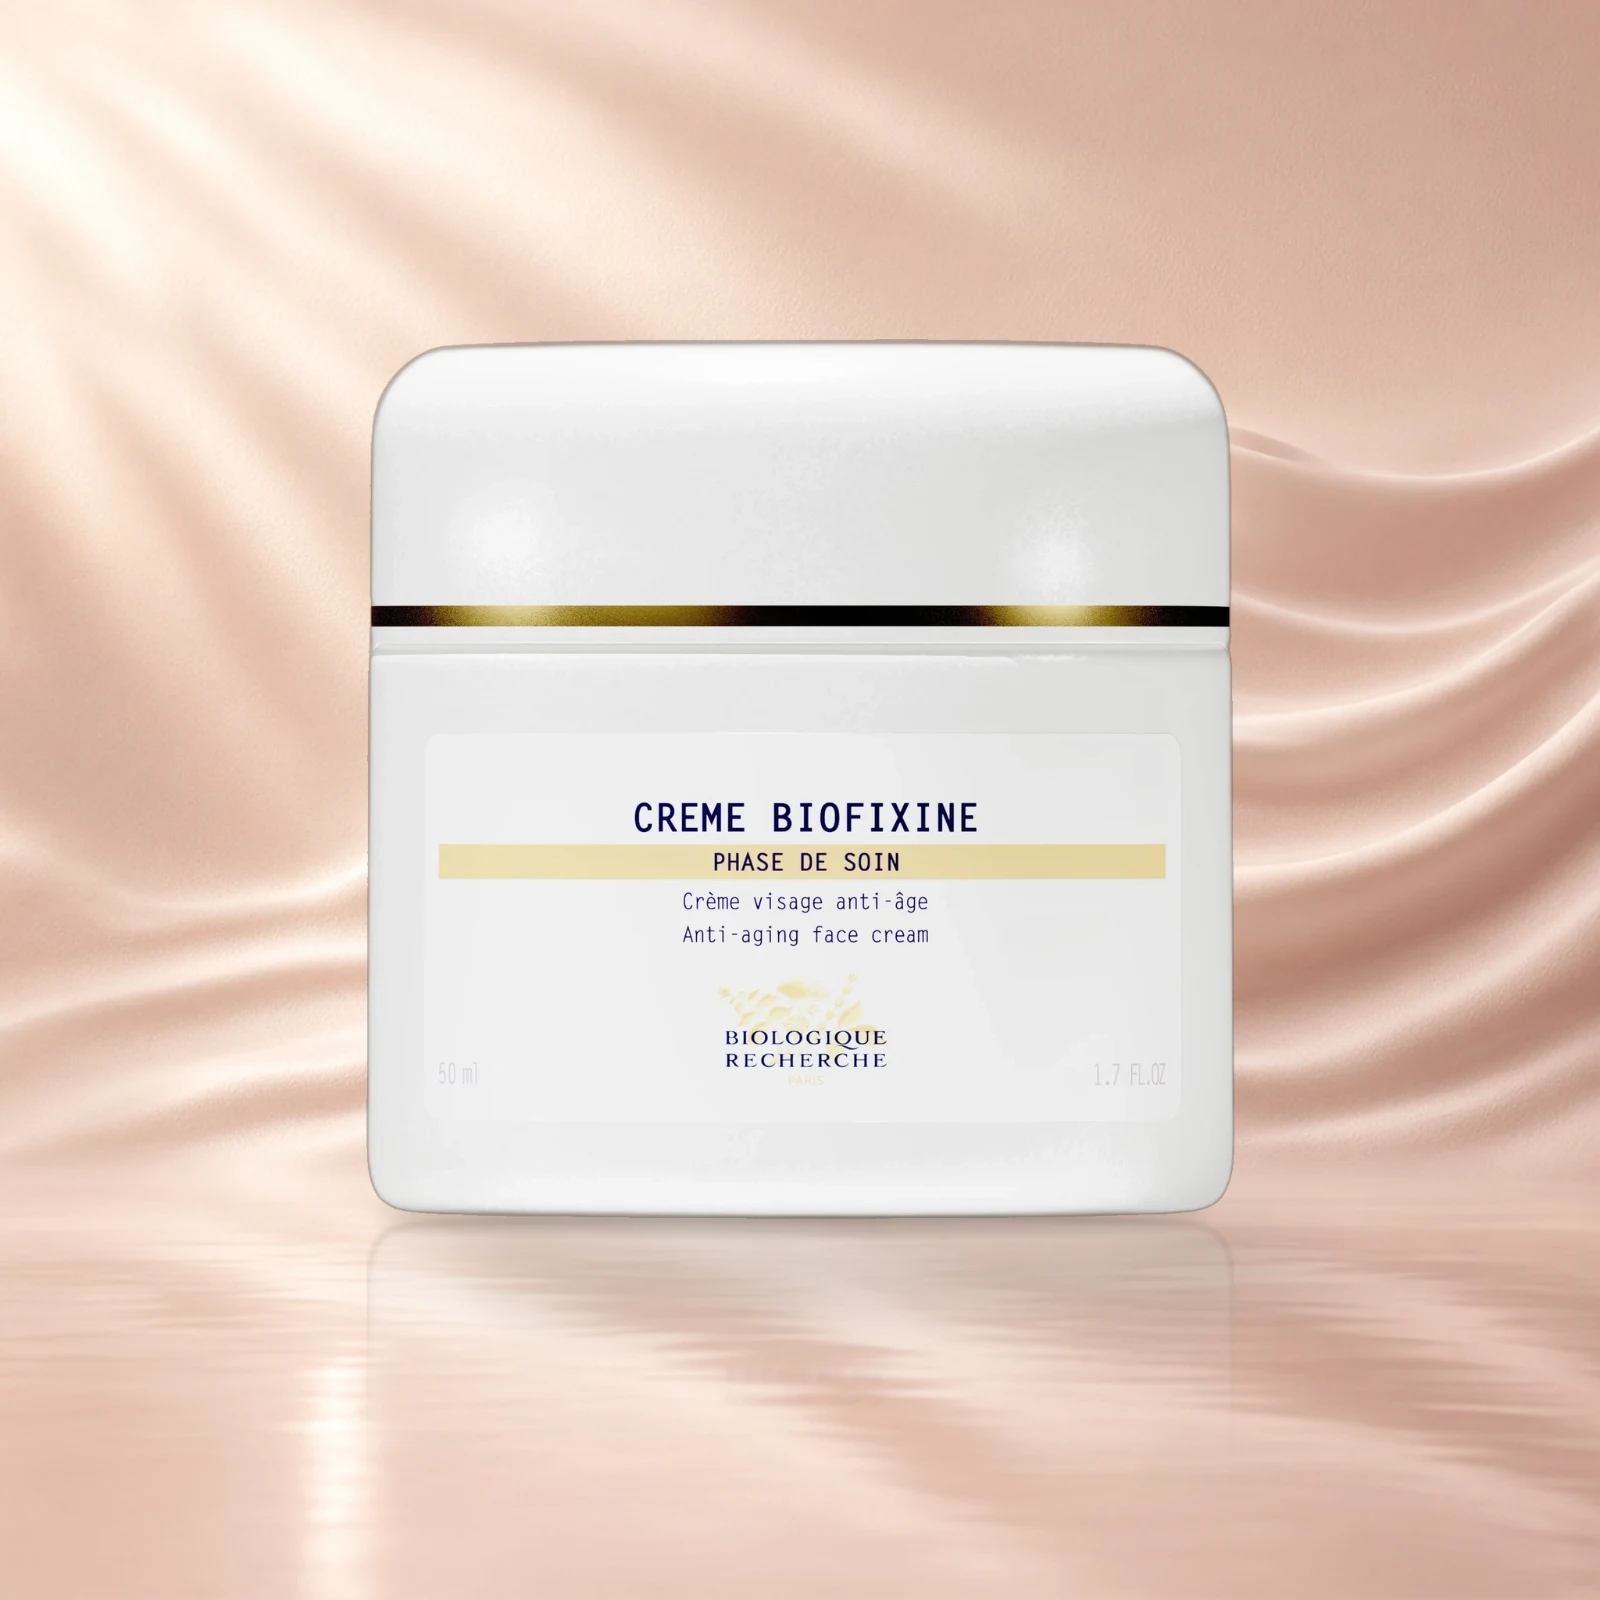 CREME BIOFIXINE
PHASE DE SOIN
Crème visage anti-âge
Anti-aging face cream
BIOLOGIQUE
RECHERCHE
PARIS
50 ml
1.7 FL.OZ